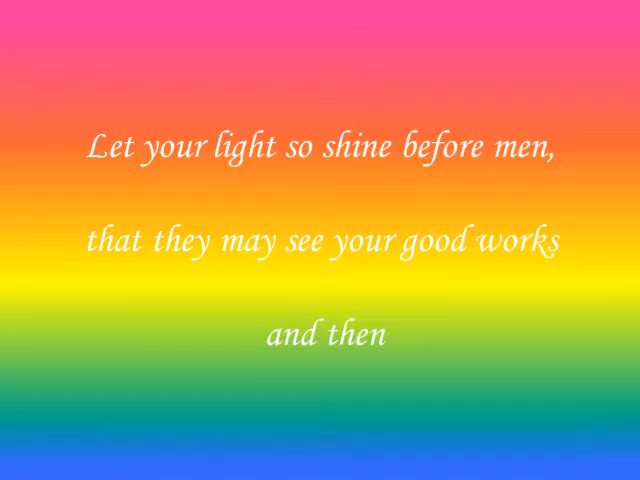 Let your light so shine before men,
that they may see your good works
and then